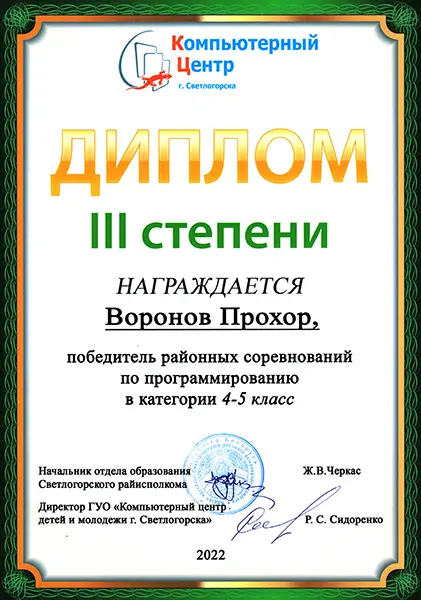 Компьютерный
Центр
г. Светлогорска
ДИПЛОМ
III степени
НАГРАЖДАЕТСЯ
Воронов Прохор,
победитель районных соревнований
по программированию
в категории 4-5 класс
Начальник отдела образования
Светлогорского райисполкома
Ж.В.Черкас
Директор ГУО «Компьютерный центр
детей и молодежи г. Светлогорска»
Р. С. Сидоренко
2022